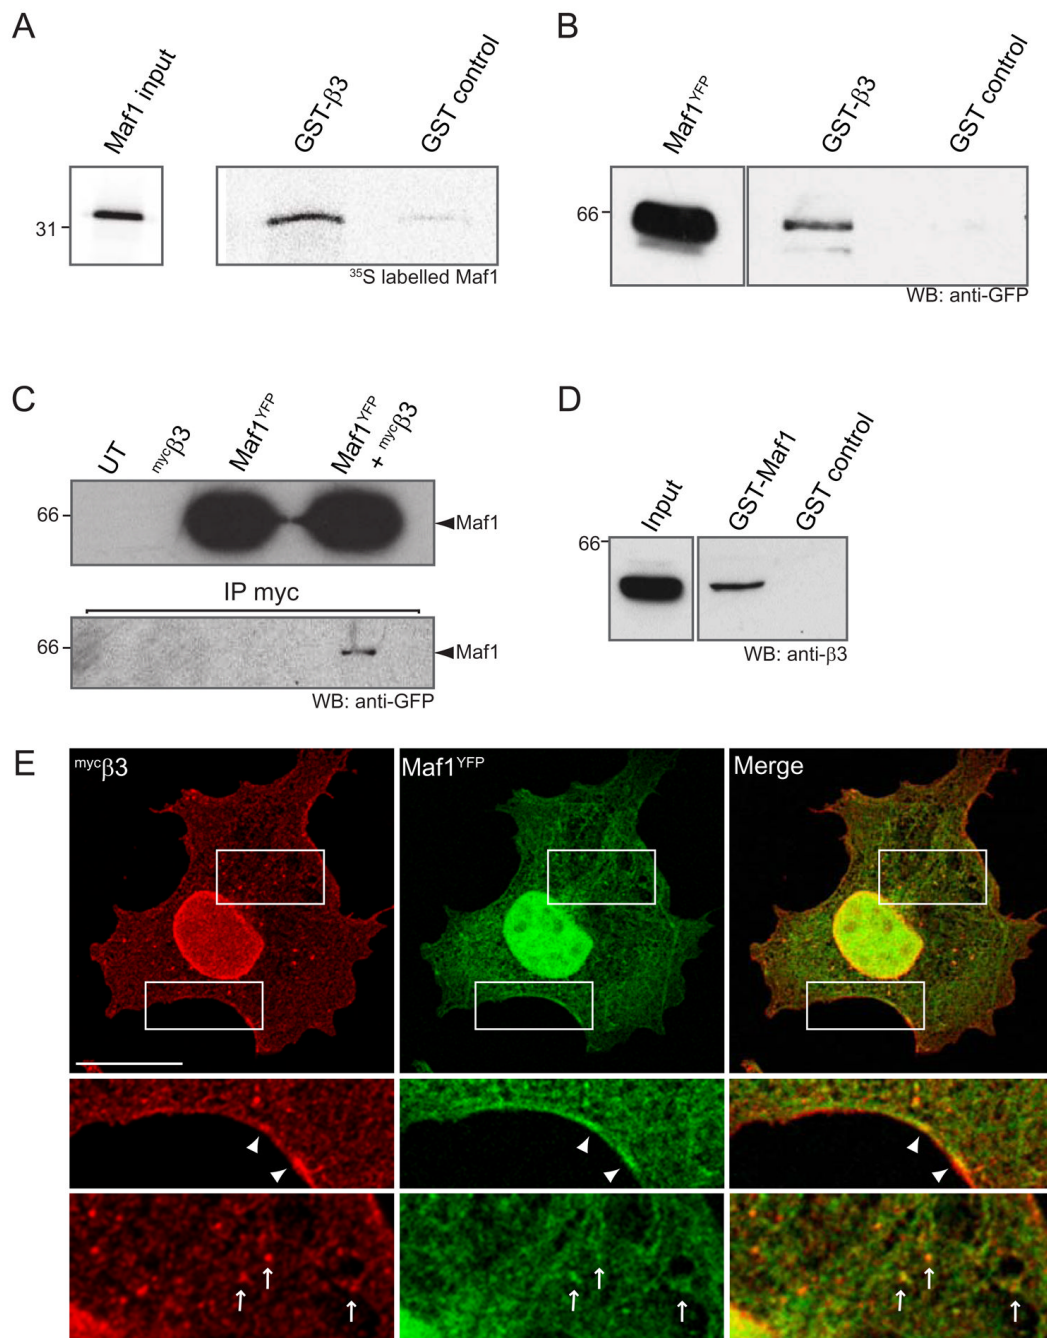 A
Maf1 input
GST-β3
GST control
31
³⁵S labelled Maf1
B
Maf1ʸᶠᴾ
GST-β3
GST control
66
WB: anti-GFP
C
UT
ᵐʸᶜβ3
Maf1ʸᶠᴾ
Maf1ʸᶠᴾ
+ ᵐʸᶜβ3
66
Maf1
IP myc
66
Maf1
WB: anti-GFP
D
Input
GST-Maf1
GST control
66
WB: anti-β3
E
ᵐʸᶜβ3
Maf1ʸᶠᴾ
Merge